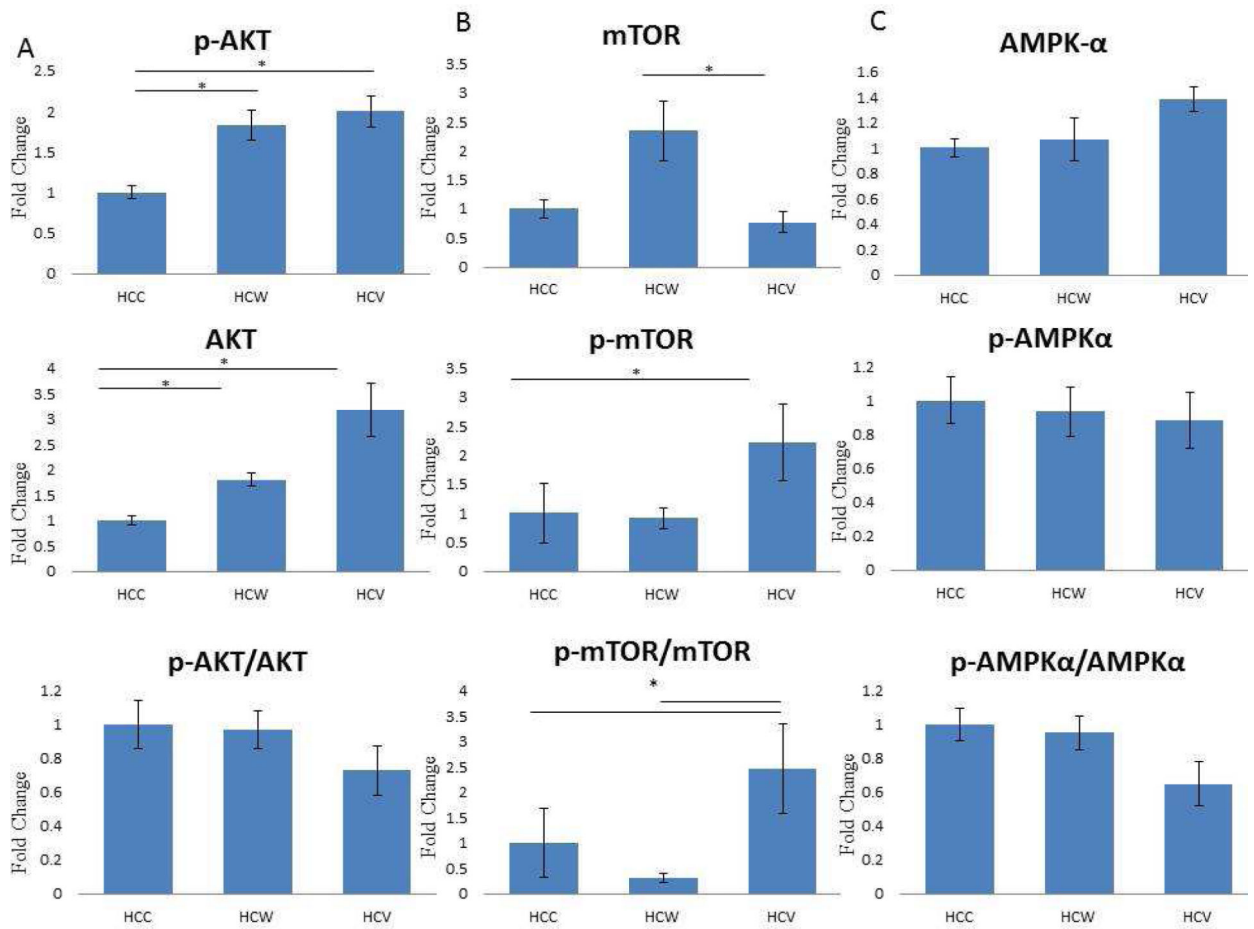 A
p-AKT
2.5
2
1.5
1
0.5
0
Fold Change
*
*
HCC HCW HCV
B
mTOR
3.5
3
2.5
2
1.5
1
0.5
0
Fold Change
*
HCC HCW HCV
C
AMPK-α
1.6
1.4
1.2
1
0.8
0.6
0.4
0.2
0
Fold Change
HCC HCW HCV
AKT
4
3.5
3
2.5
2
1.5
1
0.5
0
Fold Change
*
*
HCC HCW HCV
p-mTOR
3.5
3
2.5
2
1.5
1
0.5
0
Fold Change
*
HCC HCW HCV
p-AMPKα
1.2
1
0.8
0.6
0.4
0.2
0
Fold Change
HCC HCW HCV
p-AKT/AKT
1.2
1
0.8
0.6
0.4
0.2
0
Fold Change
HCC HCW HCV
p-mTOR/mTOR
4
3.5
3
2.5
2
1.5
1
0.5
0
Fold Change
*
HCC HCW HCV
p-AMPKα/AMPKα
1.2
1
0.8
0.6
0.4
0.2
0
Fold Change
HCC HCW HCV